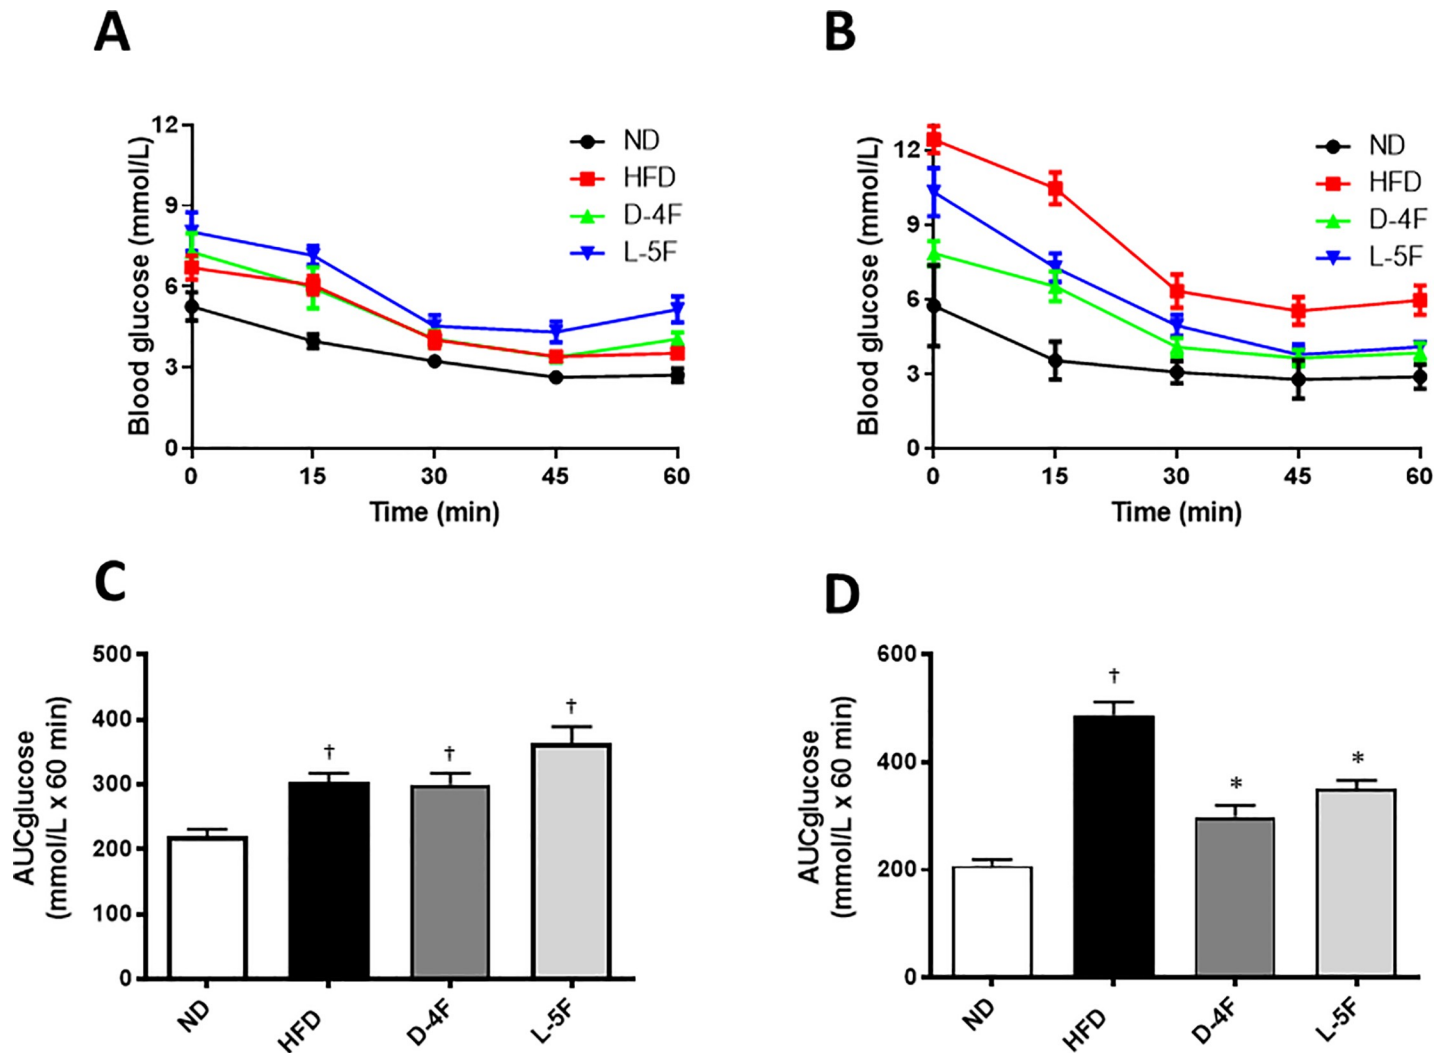 A
Blood glucose (mmol/L)
12
9
6
3
0
0 15 30 45 60
Time (min)
ND
HFD
D-4F
L-5F
B
Blood glucose (mmol/L)
12
9
6
3
0
0 15 30 45 60
Time (min)
ND
HFD
D-4F
L-5F
C
AUCglucose
(mmol/L x 60 min)
500
400
300
200
100
0
† † †
ND HFD D-4F L-5F
D
AUCglucose
(mmol/L x 60 min)
600
400
200
0
† * *
ND HFD D-4F L-5F